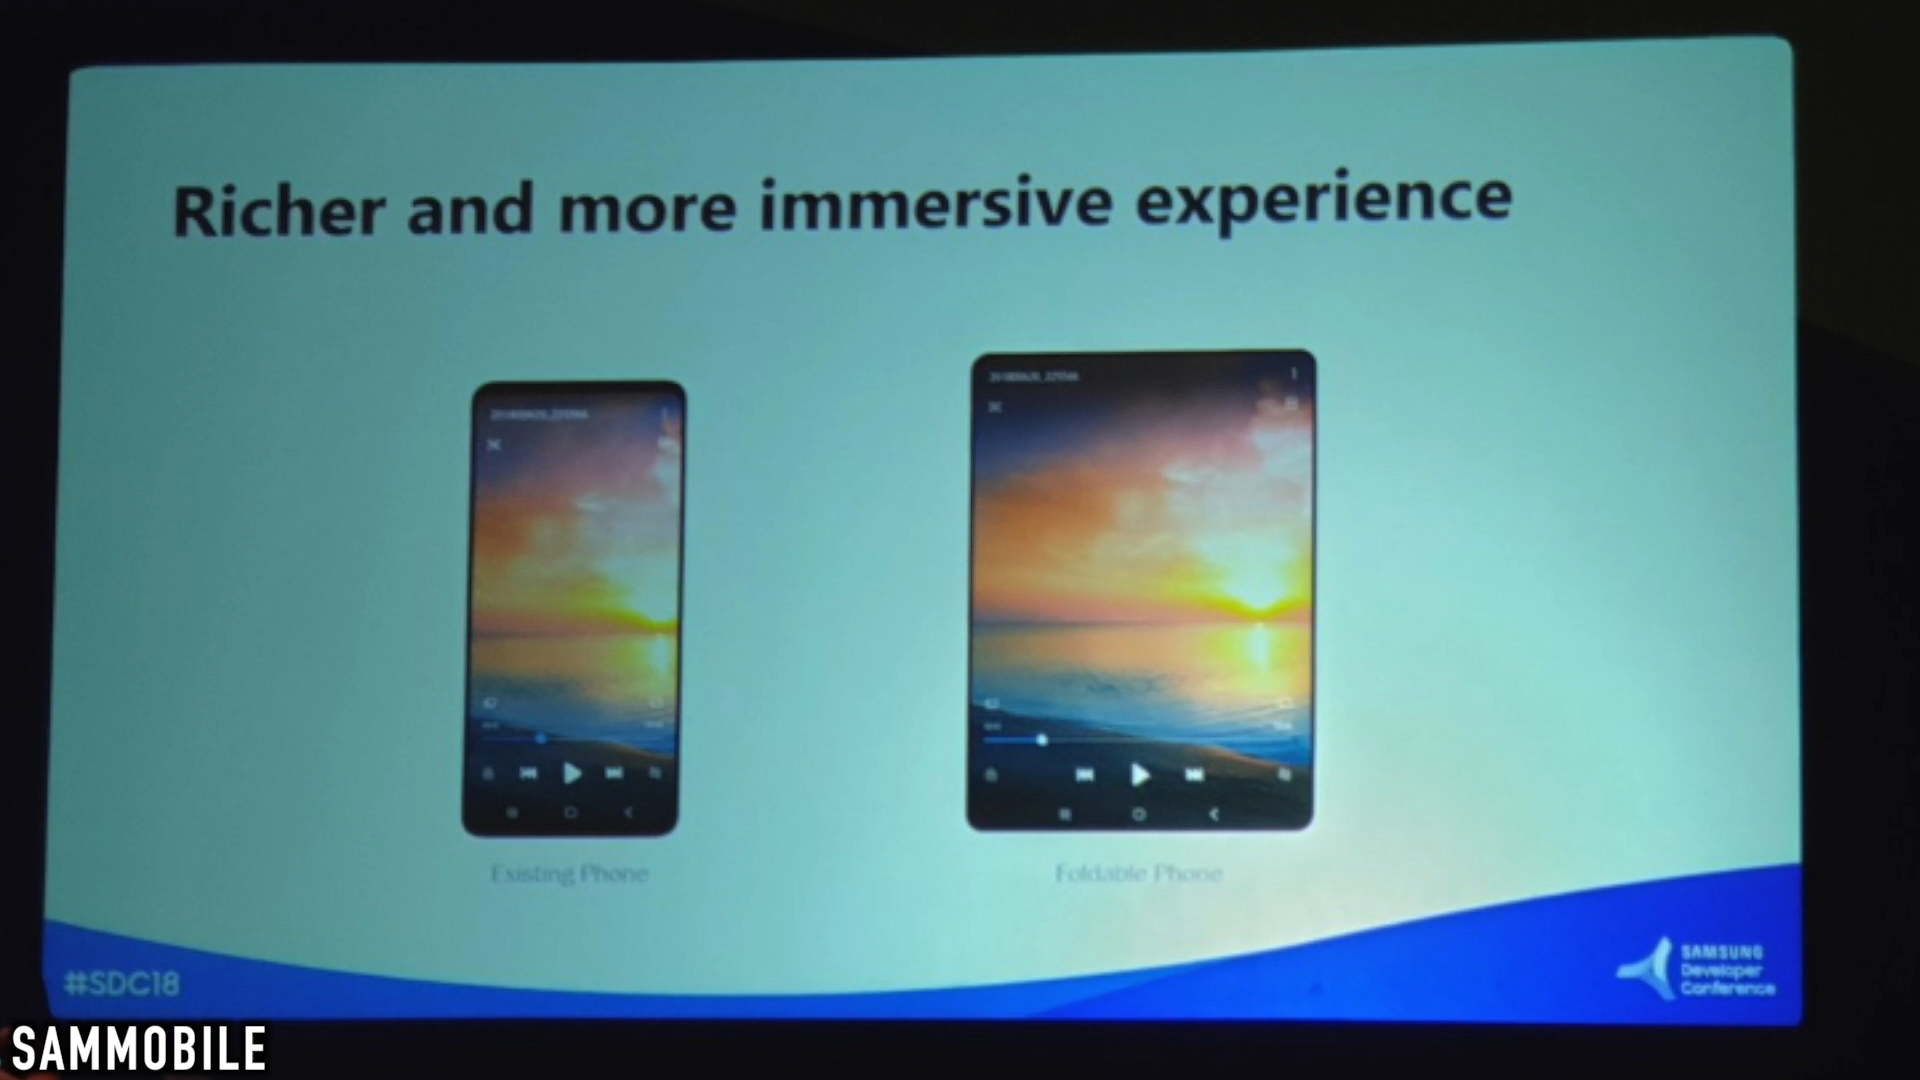 Richer and more immersive experience
Existing Phone
Foldable Phone
#SDC18
SAMSUNG
Developer
Conference
SAMMOBILE